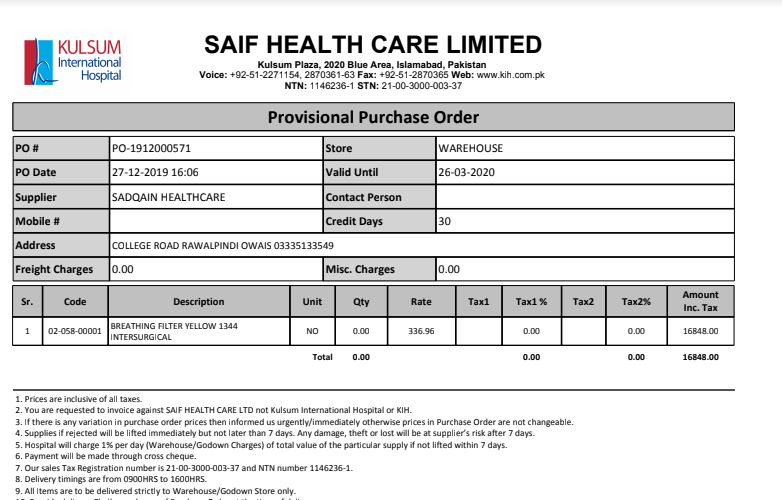 KULSUM
International
Hospital
SAIF HEALTH CARE LIMITED
Kulsum Plaza, 2020 Blue Area, Islamabad, Pakistan
Voice: +92-51-2271154, 2870361-63 Fax: +92-51-2870365 Web: www.kih.com.pk
NTN: 1146236-1 STN: 21-00-3000-003-37
Provisional Purchase Order
PO # PO-1912000571 Store WAREHOUSE
PO Date 27-12-2019 16:06 Valid Until 26-03-2020
Supplier SADQAIN HEALTHCARE Contact Person
Mobile # Credit Days 30
Address COLLEGE ROAD RAWALPINDI OWAIS 03335133549
Freight Charges 0.00 Misc. Charges 0.00
Sr. Code Description Unit Qty Rate Tax1 Tax1 % Tax2 Tax2% Amount Inc. Tax
1 02-058-00001 BREATHING FILTER YELLOW 1344 INTERSURGICAL NO 0.00 336.96 0.00 0.00 16848.00
Total 0.00 0.00 0.00 16848.00
1. Prices are inclusive of all taxes.
2. You are requested to invoice against SAIF HEALTH CARE LTD not Kulsum International Hospital or KIH.
3. If there is any variation in purchase order prices then informed us urgently/immediately otherwise prices in Purchase Order are not changeable.
4. Supplies if rejected will be lifted immediately but not later than 7 days. Any damage, theft or lost will be at supplier's risk after 7 days.
5. Hospital will charge 1% per day (Warehouse/Godown Charges) of total value of the particular supply if not lifted within 7 days.
6. Payment will be made through cross cheque.
7. Our sales Tax Registration number is 21-00-3000-003-37 and NTN number 1146236-1.
8. Delivery timings are from 0900HRS to 1600HRS.
9. All Items are to be delivered strictly to Warehouse/Godown Store only.